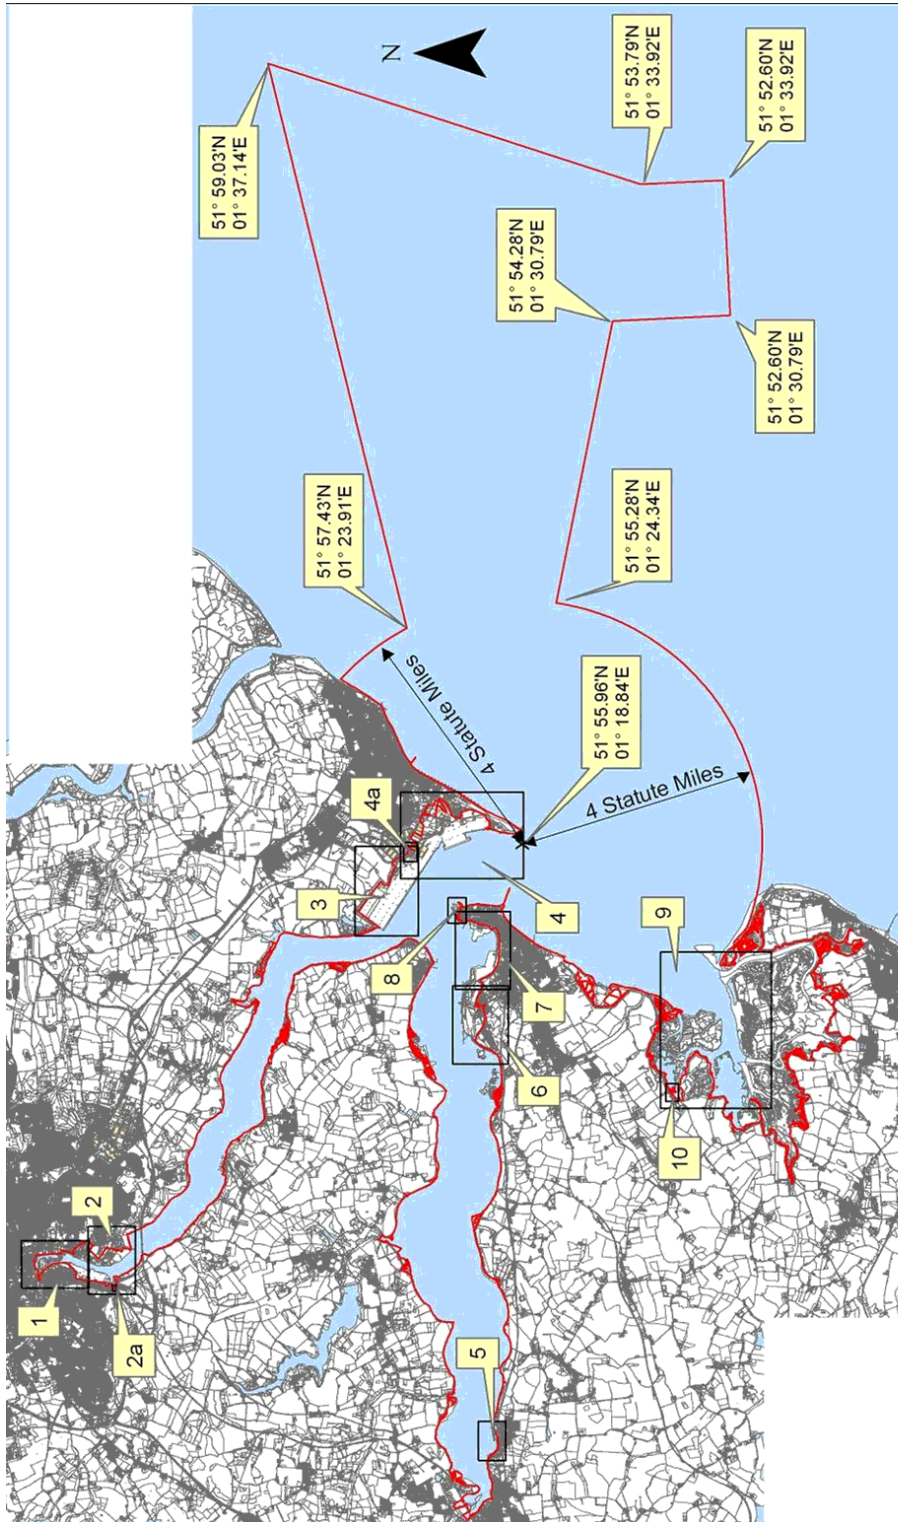 N
51° 59.03'N
01° 37.14'E
51° 53.79'N
01° 33.92'E
51° 52.60'N
01° 33.92'E
51° 54.28'N
01° 30.79'E
51° 52.60'N
01° 30.79'E
51° 57.43'N
01° 23.91'E
51° 55.28'N
01° 24.34'E
4 Statute Miles
51° 55.96'N
01° 18.84'E
4 Statute Miles
4a
3
4
8
9
7
6
10
2
1
2a
5